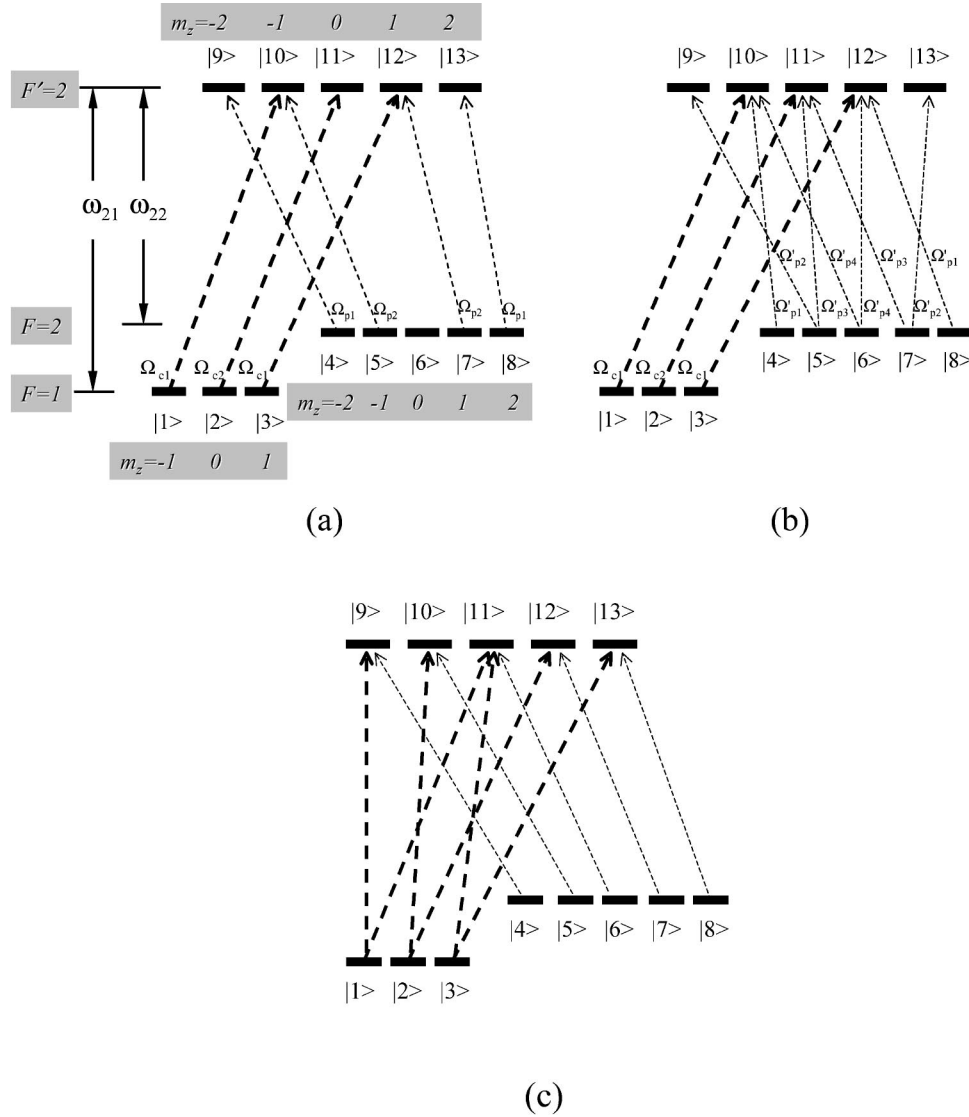 m_z=-2 -1 0 1 2
|9> |10> |11> |12> |13>
F'=2
ω21 ω22
F=2
Ωp1 Ωp2 Ωp2 Ωp1
|4> |5> |6> |7> |8>
F=1
Ωc1 Ωc2 Ωc1
m_z=-2 -1 0 1 2
|1> |2> |3>
m_z=-1 0 1
(a)
|9> |10> |11> |12> |13>
Ω'p2 Ω'p4 Ω'p3 Ω'p1
Ω'p1 Ω'p3 Ω'p4 Ω'p2
|4> |5> |6> |7> |8>
Ωc1 Ωc2 Ωc1
|1> |2> |3>
(b)
|9> |10> |11> |12> |13>
|4> |5> |6> |7> |8>
|1> |2> |3>
(c)